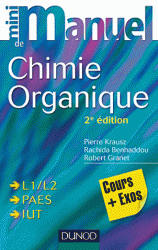 mini
Manuel
de
Chimie
Organique
2e édition
Pierre Krausz
Rachida Benhaddou
Robert Granet
→ L1/L2
→ PAES
→ IUT
Cours
+ Exos
DUNOD